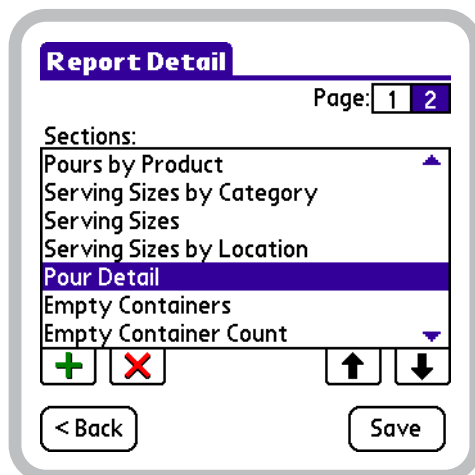 Report Detail
Page: 1 2
Sections:
Pours by Product
Serving Sizes by Category
Serving Sizes
Serving Sizes by Location
Pour Detail
Empty Containers
Empty Container Count
< Back Save